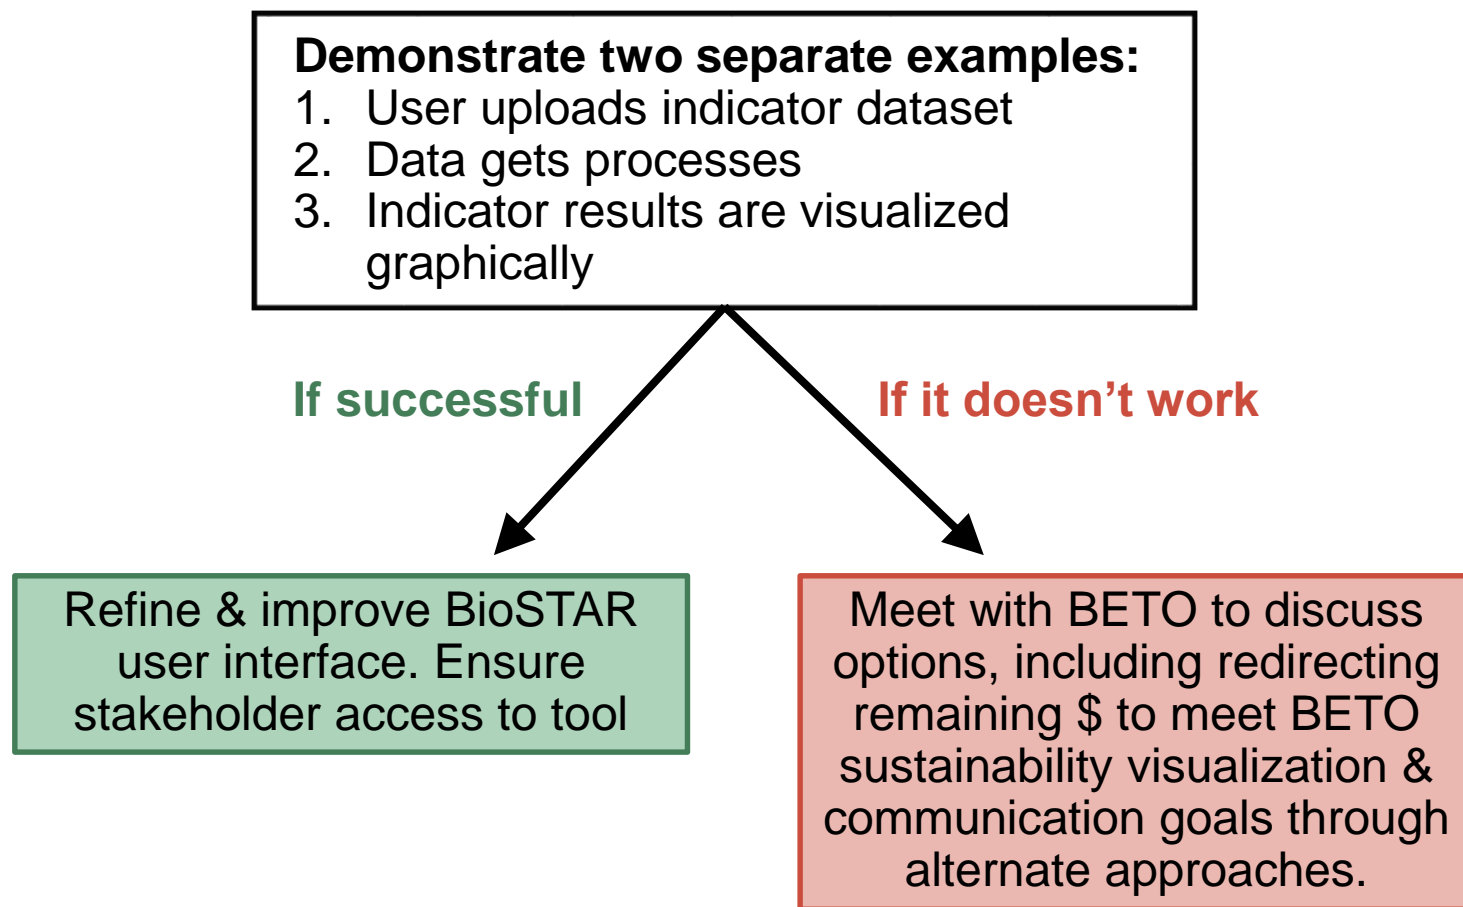 Demonstrate two separate examples:
1. User uploads indicator dataset
2. Data gets processes
3. Indicator results are visualized
graphically
If successful
If it doesn’t work
Refine & improve BioSTAR
user interface. Ensure
stakeholder access to tool
Meet with BETO to discuss
options, including redirecting
remaining $ to meet BETO
sustainability visualization &
communication goals through
alternate approaches.